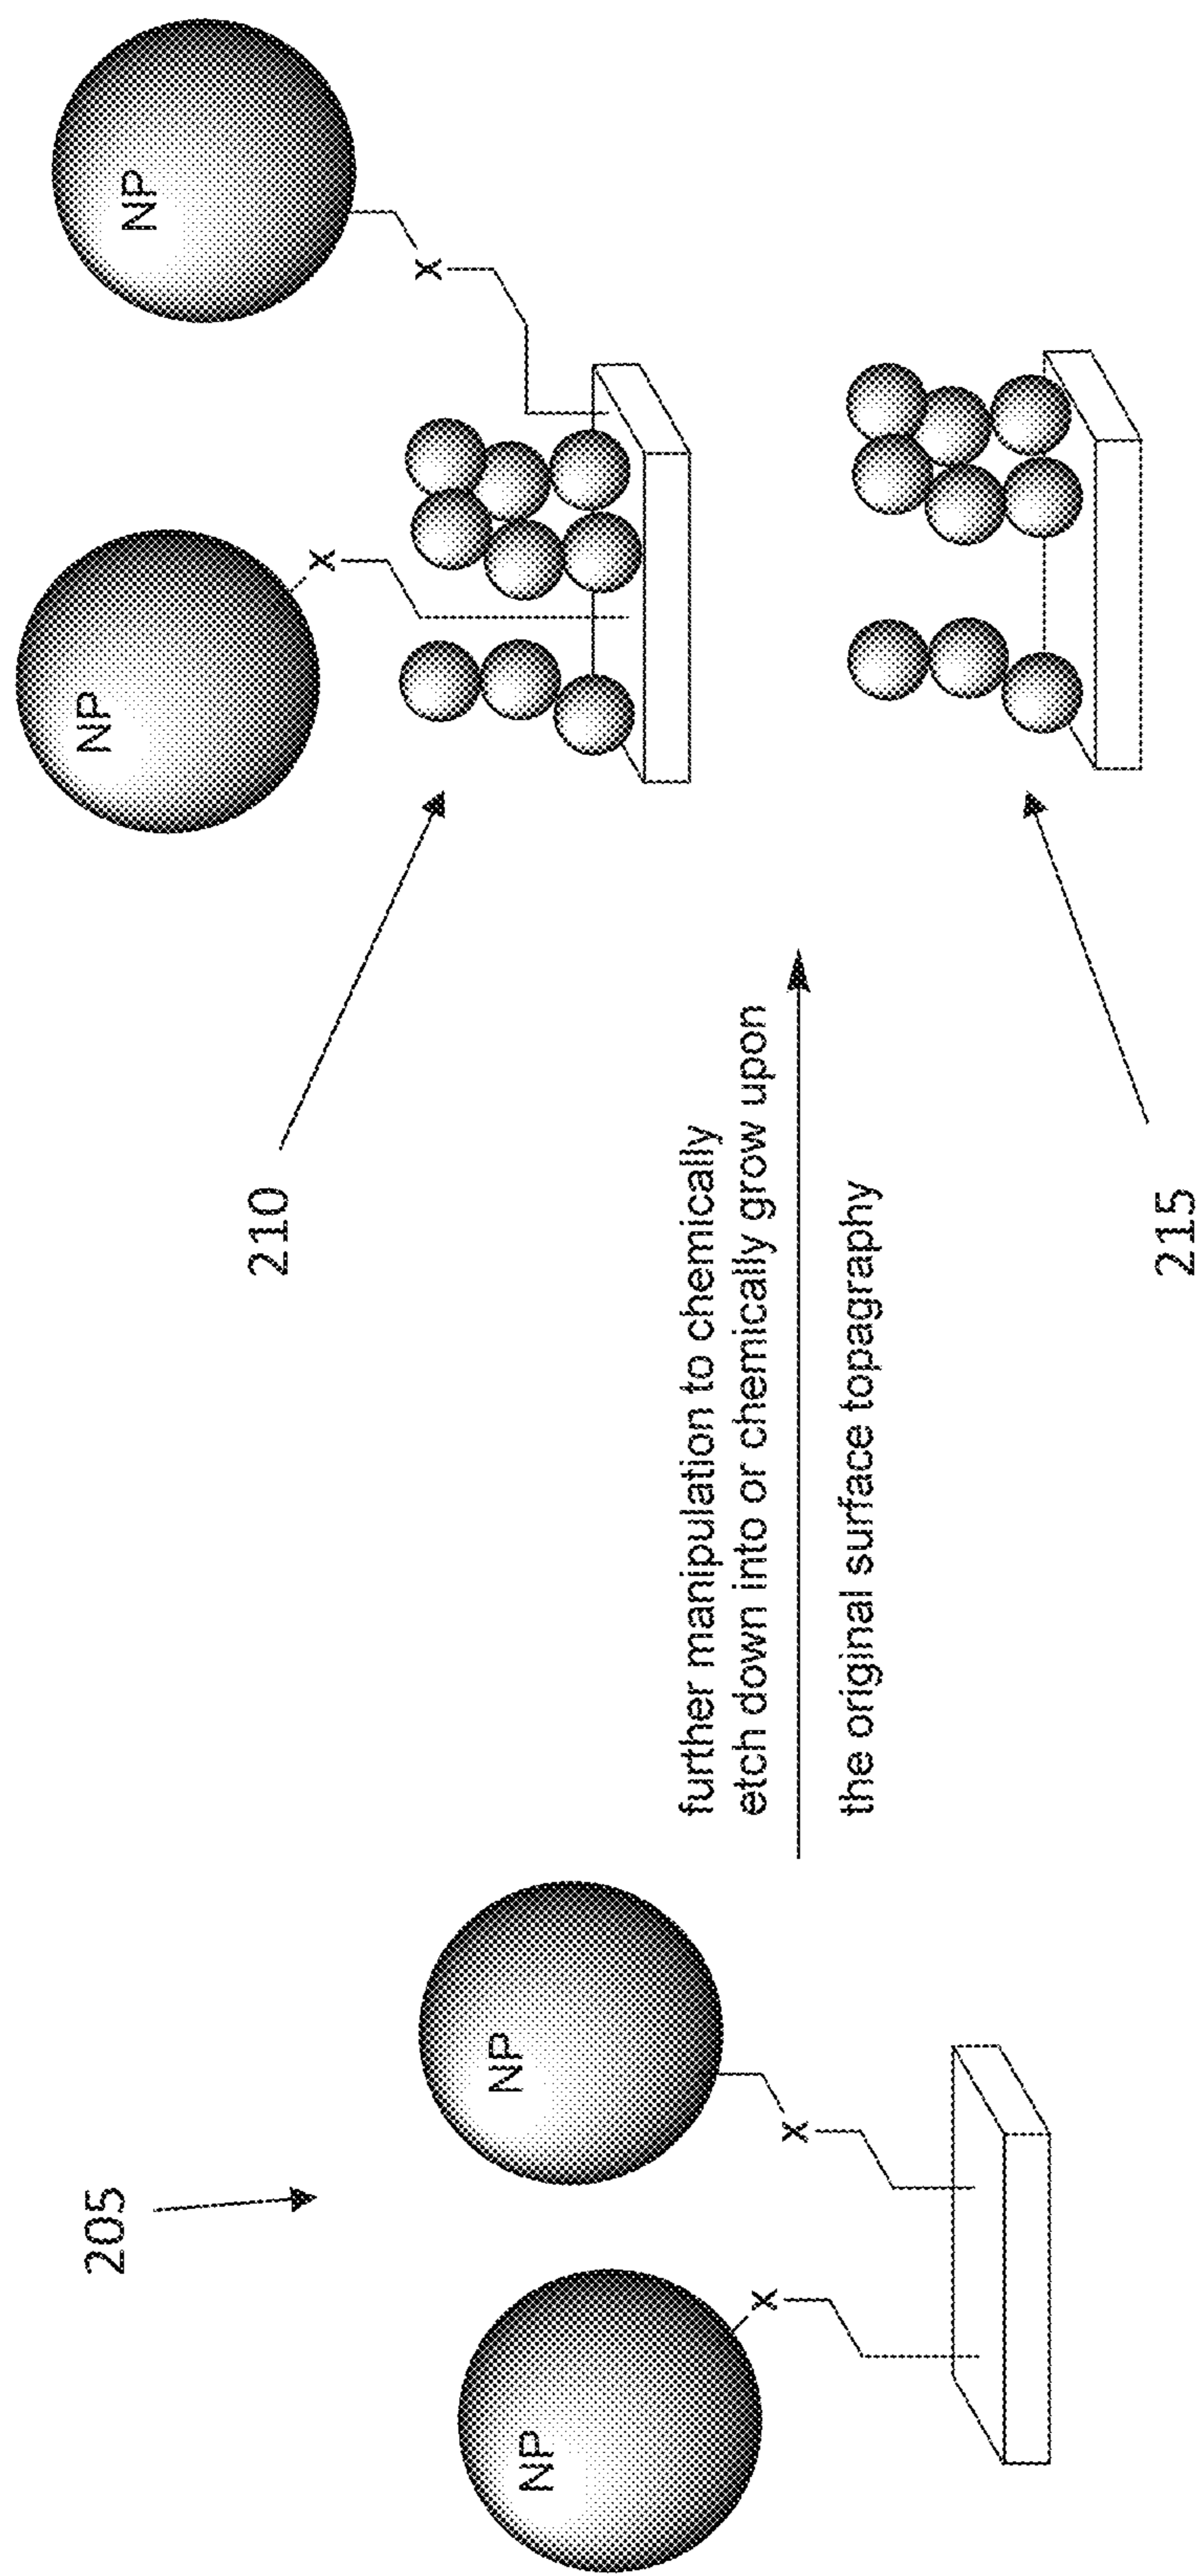 205
NP
NP
X
X
further manipulation to chemically
etch down into or chemically grow upon
the original surface topagraphy
210
NP
NP
X
X
215